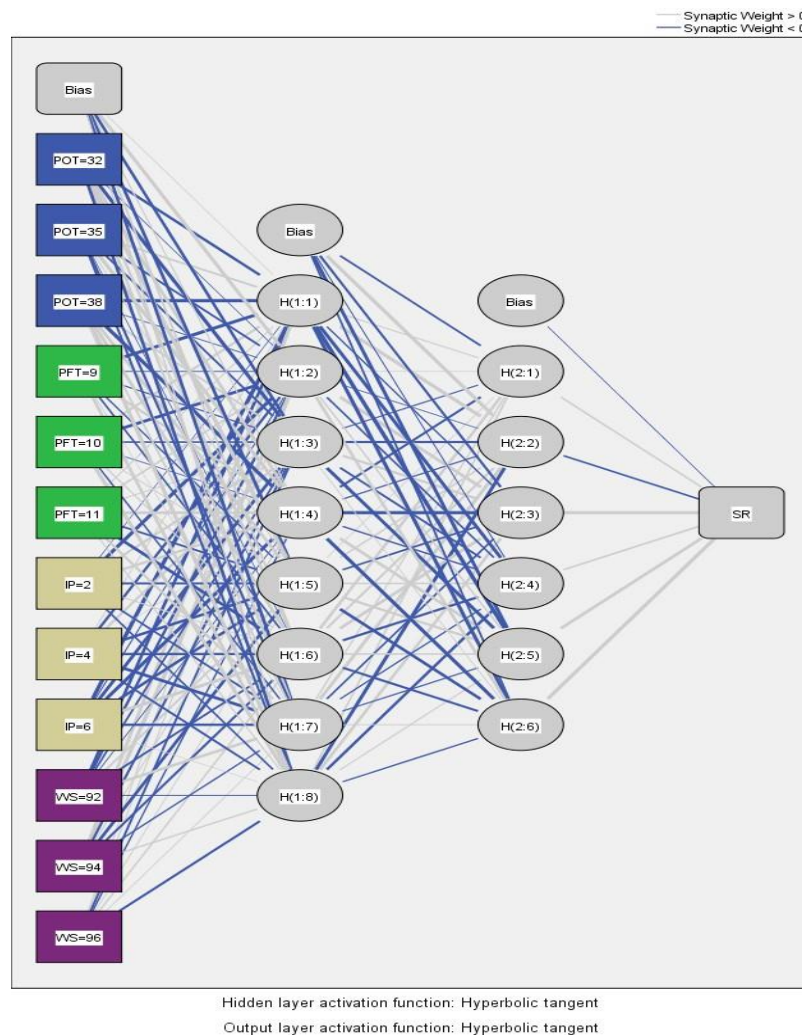 Synaptic Weight > 0
Synaptic Weight < 0
Bias
POT=32
POT=35
POT=38
PFT=9
PFT=10
PFT=11
IP=2
IP=4
IP=6
WS=92
WS=94
WS=96
Bias
H(1:1)
H(1:2)
H(1:3)
H(1:4)
H(1:5)
H(1:6)
H(1:7)
H(1:8)
Bias
H(2:1)
H(2:2)
H(2:3)
H(2:4)
H(2:5)
H(2:6)
SR
Hidden layer activation function: Hyperbolic tangent
Output layer activation function: Hyperbolic tangent